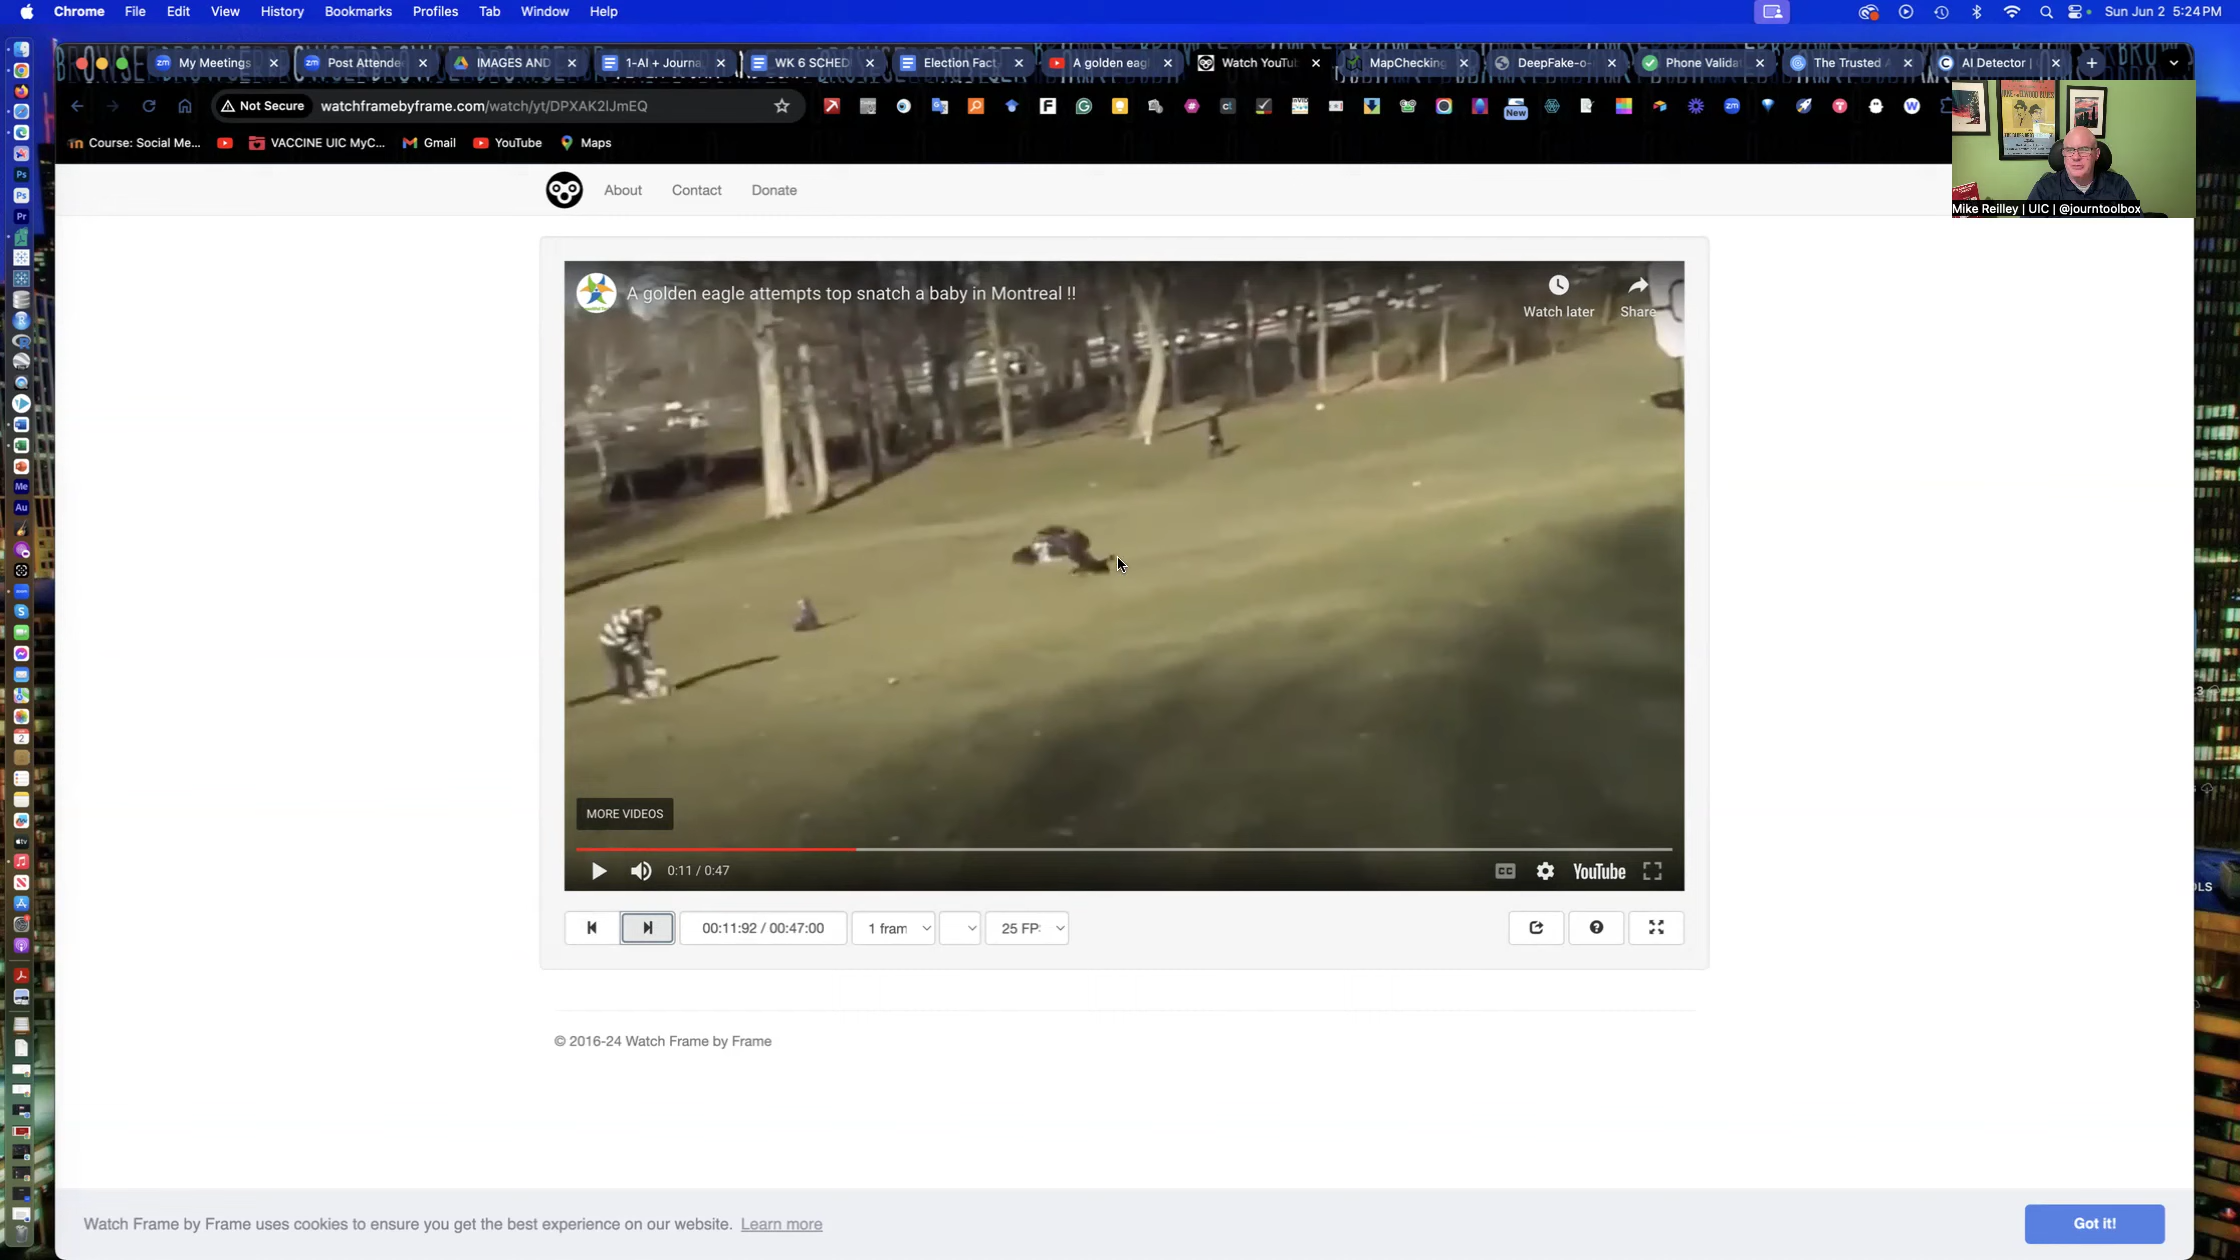 Chrome File Edit View History Bookmarks Profiles Tab Window Help Sun Jun 2 5:24 PM
My Meetings Post Attende IMAGES AND 1-AI + Journa WK 6 SCHED Election Fact A golden eag Watch YouTub MapChecking DeepFake-o- Phone Valida The Trusted A AI Detector |
Not Secure watchframebyframe.com/watch/yt/DPXAK2IJmEQ New
Course: Social Me... VACCINE UIC MyC... Gmail YouTube Maps
Mike Reilley | UIC | @journtoolbox
About Contact Donate
A golden eagle attempts top snatch a baby in Montreal !!
Watch later Share
MORE VIDEOS
0:11 / 0:47 CC YouTube
00:11:92 / 00:47:00 1 fram 25 FP
© 2016-24 Watch Frame by Frame
Watch Frame by Frame uses cookies to ensure you get the best experience on our website. Learn more Got it!